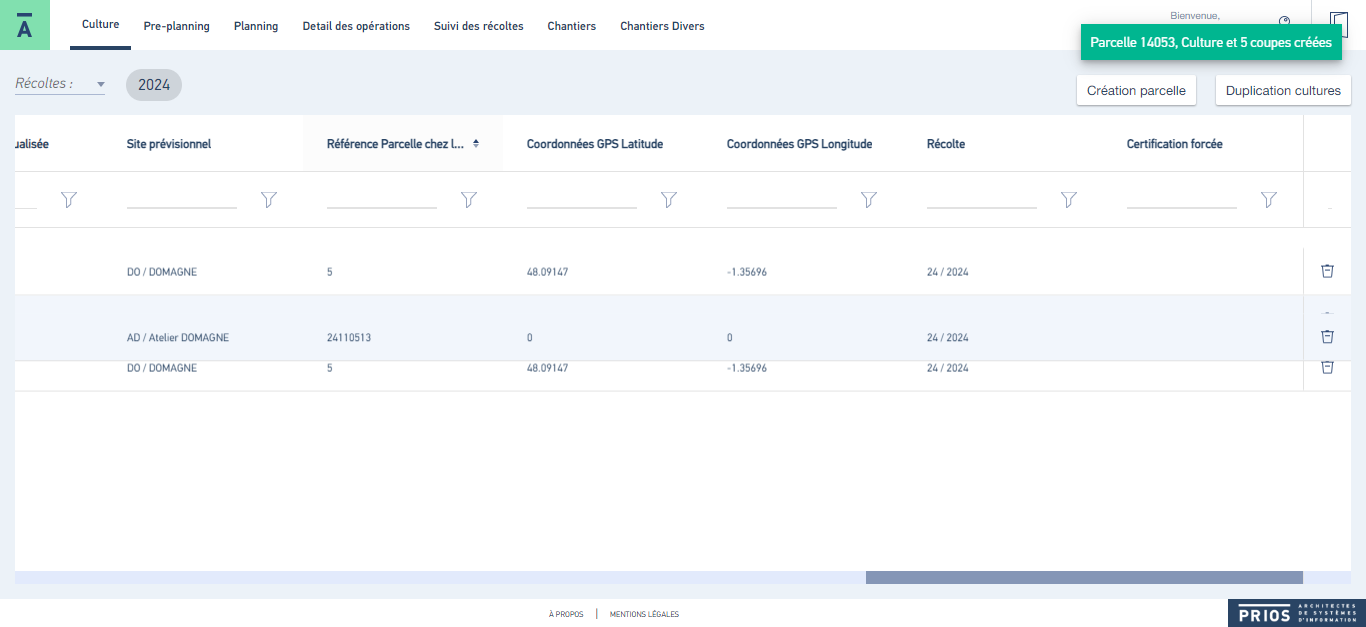 Ā
Culture
Pre-planning
Planning
Detail des opérations
Suivi des récoltes
Chantiers
Chantiers Divers
Bienvenue,
Parcelle 14053, Culture et 5 coupes créées
Récoltes :
2024
Création parcelle
Duplication cultures
ualisée
Site prévisionnel
Référence Parcelle chez l...
Coordonnées GPS Latitude
Coordonnées GPS Longitude
Récolte
Certification forcée
DO / DOMAGNE
5
48.09147
-1.35696
24 / 2024
AD / Atelier DOMAGNE
24110513
0
0
24 / 2024
DO / DOMAGNE
5
48.09147
-1.35696
24 / 2024
À PROPOS
MENTIONS LÉGALES
PRIOS
ARCHITECTES
DE SYSTÈMES
D'INFORMATION